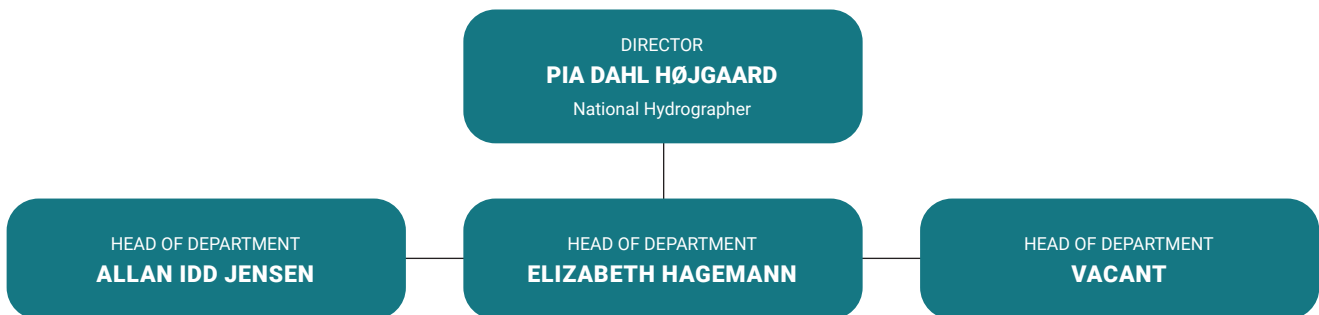 DIRECTOR
PIA DAHL HØJGAARD
National Hydrographer
HEAD OF DEPARTMENT
ALLAN IDD JENSEN
HEAD OF DEPARTMENT
ELIZABETH HAGEMANN
HEAD OF DEPARTMENT
VACANT